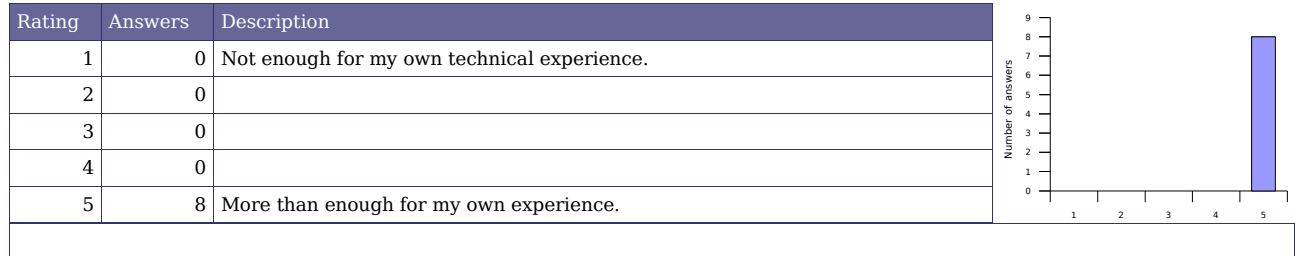 Rating Answers Description
1 0 Not enough for my own technical experience.
2 0
3 0
4 0
5 8 More than enough for my own experience.
Number of answers
9
8
7
6
5
4
3
2
1
0
1 2 3 4 5